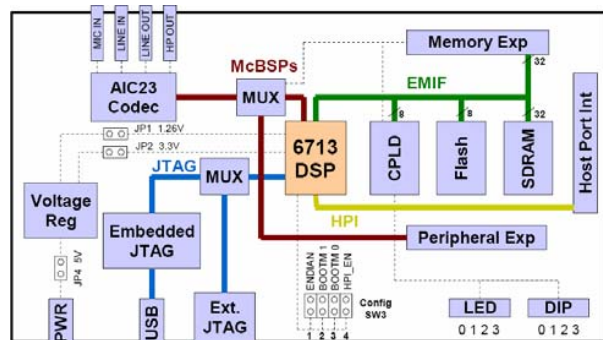 MIC IN
LINE IN
LINE OUT
HP OUT
Memory Exp
McBSPs
32
EMIF
AIC23
Codec
MUX
JP1 1.26V
JP2 3.3V
6713
DSP
8
8
32
CPLD
Flash
SDRAM
Host Port Int
JTAG
MUX
Voltage
Reg
HPI
Embedded
JTAG
Peripheral Exp
JP4 5V
ENDIAN
BOOTM 1
BOOTM 0
HPI_EN
Config
SW3
1 2 3 4
PWR
USB
Ext.
JTAG
LED
DIP
0 1 2 3
0 1 2 3